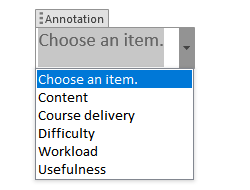 Annotation
Choose an item.
Choose an item.
Content
Course delivery
Difficulty
Workload
Usefulness